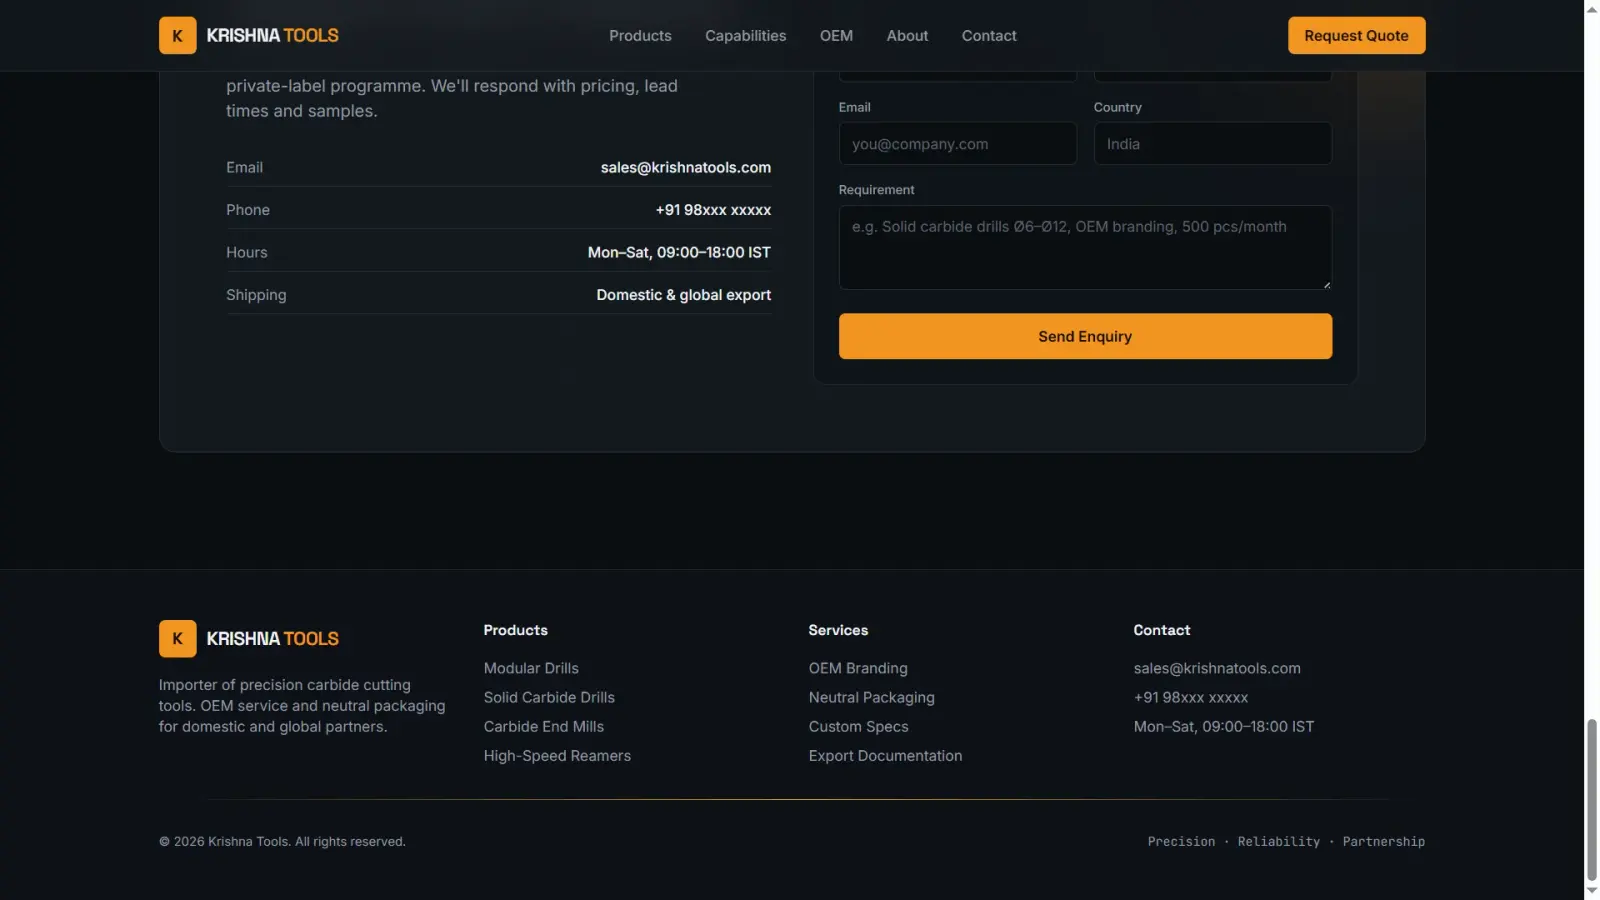 K KRISHNA TOOLS
Products Capabilities OEM About Contact
Request Quote
private-label programme. We'll respond with pricing, lead
times and samples.
Email sales@krishnatools.com
Phone +91 98xxx xxxxx
Hours Mon–Sat, 09:00–18:00 IST
Shipping Domestic & global export
Email
you@company.com
Country
India
Requirement
e.g. Solid carbide drills Ø6–Ø12, OEM branding, 500 pcs/month
Send Enquiry
K KRISHNA TOOLS
Importer of precision carbide cutting
tools. OEM service and neutral packaging
for domestic and global partners.
Products
Modular Drills
Solid Carbide Drills
Carbide End Mills
High-Speed Reamers
Services
OEM Branding
Neutral Packaging
Custom Specs
Export Documentation
Contact
sales@krishnatools.com
+91 98xxx xxxxx
Mon–Sat, 09:00–18:00 IST
© 2026 Krishna Tools. All rights reserved.
Precision · Reliability · Partnership